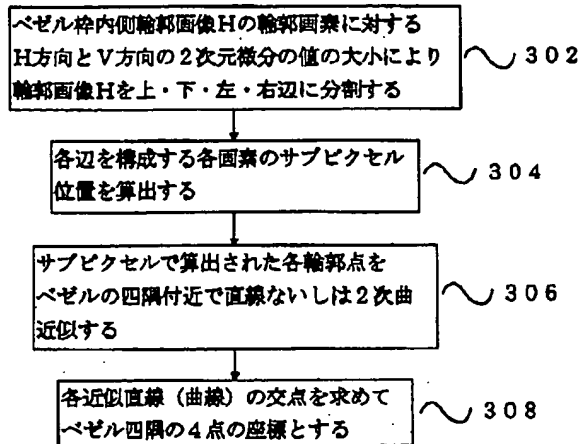 ベゼル枠内側輪郭画像Hの輪郭画素に対する
H方向とV方向の2次元微分の値の大小により
輪郭画像Hを上・下・左・右辺に分割する
302
各辺を構成する各画素のサブピクセル
位置を算出する
304
サブピクセルで算出された各輪郭点を
ベゼルの四隅付近で直線ないしは2次曲
近似する
306
各近似直線(曲線)の交点を求めて
ベゼル四隅の4点の座標とする
308